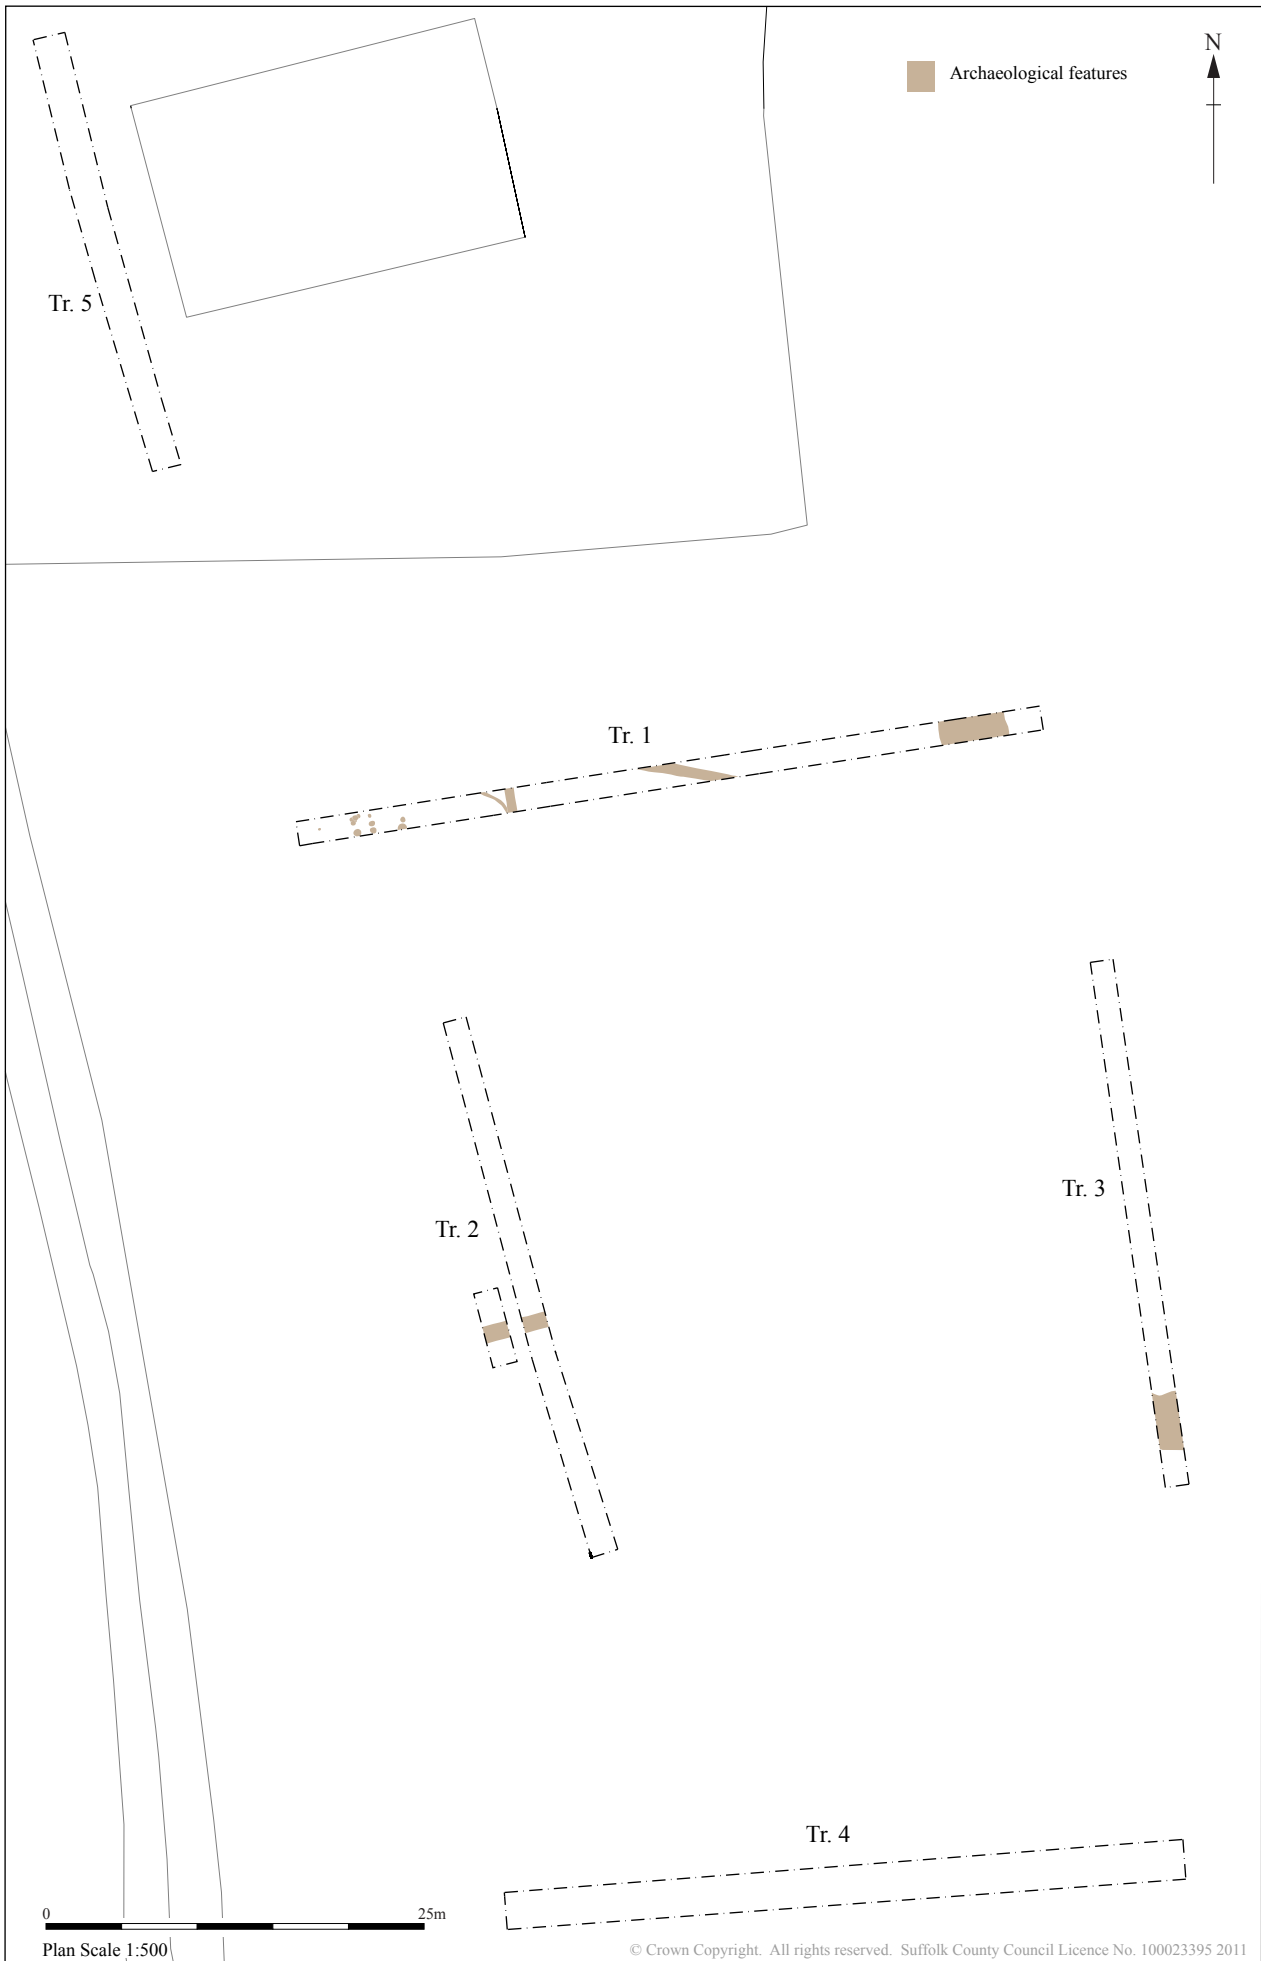 N
Archaeological features
Tr. 5
Tr. 1
Tr. 3
Tr. 2
Tr. 4
0 25m
Plan Scale 1:500
© Crown Copyright. All rights reserved. Suffolk County Council Licence No. 100023395 2011